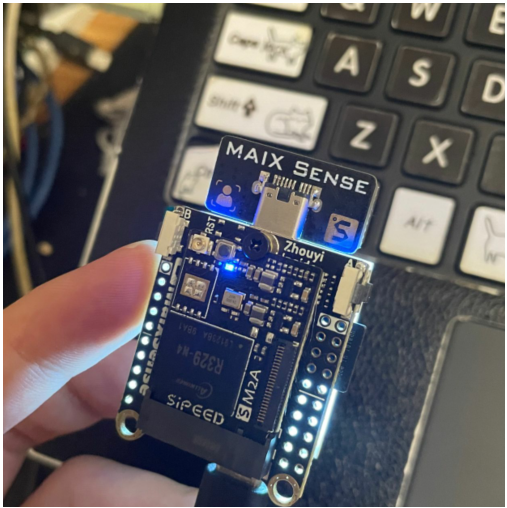 Q
W
E
Caps
A
S
D
Shift
Z
X
Alt
MAIX SENSE
RST
Zhouyi
R329-N4
SiPEED
M2A